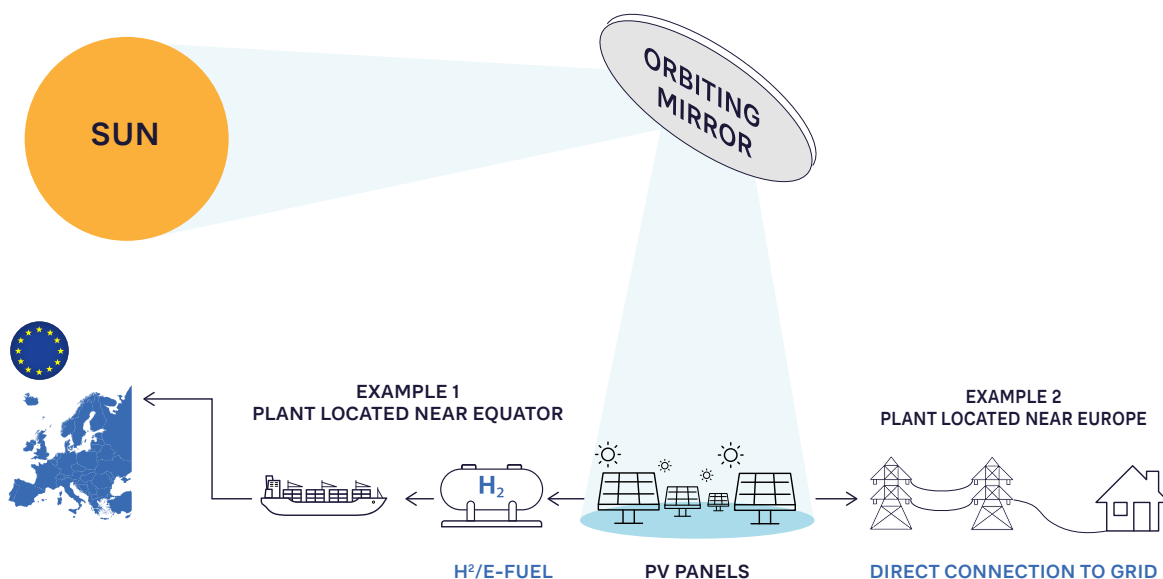 SUN
ORBITING
MIRROR
EXAMPLE 1
PLANT LOCATED NEAR EQUATOR
EXAMPLE 2
PLANT LOCATED NEAR EUROPE
H₂
H²/E-FUEL
PV PANELS
DIRECT CONNECTION TO GRID